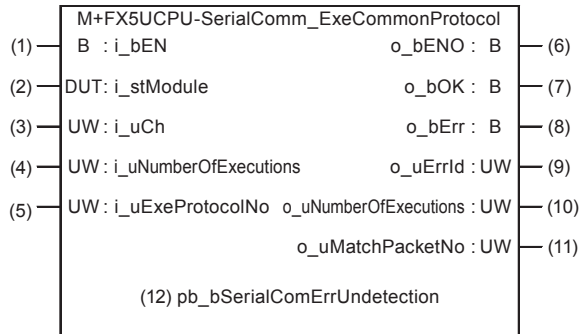 M+FX5UCPU-SerialComm_ExeCommonProtocol
(1) B : i_bEN o_bENO : B (6)
(2) DUT: i_stModule o_bOK : B (7)
(3) UW : i_uCh o_bErr : B (8)
(4) UW : i_uNumberOfExecutions o_uErrId : UW (9)
(5) UW : i_uExeProtocolNo o_uNumberOfExecutions : UW (10)
o_uMatchPacketNo : UW (11)
(12) pb_bSerialComErrUndetection